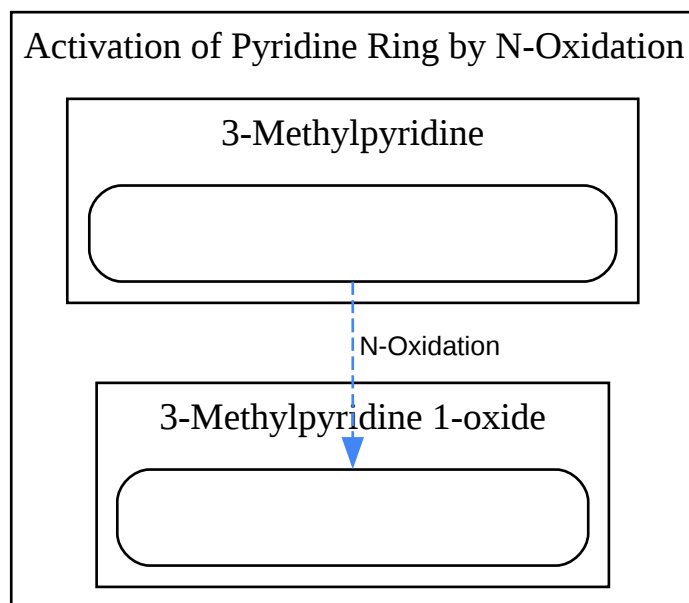 Activation of Pyridine Ring by N-Oxidation
3-Methylpyridine
N-Oxidation
3-Methylpyridine 1-oxide